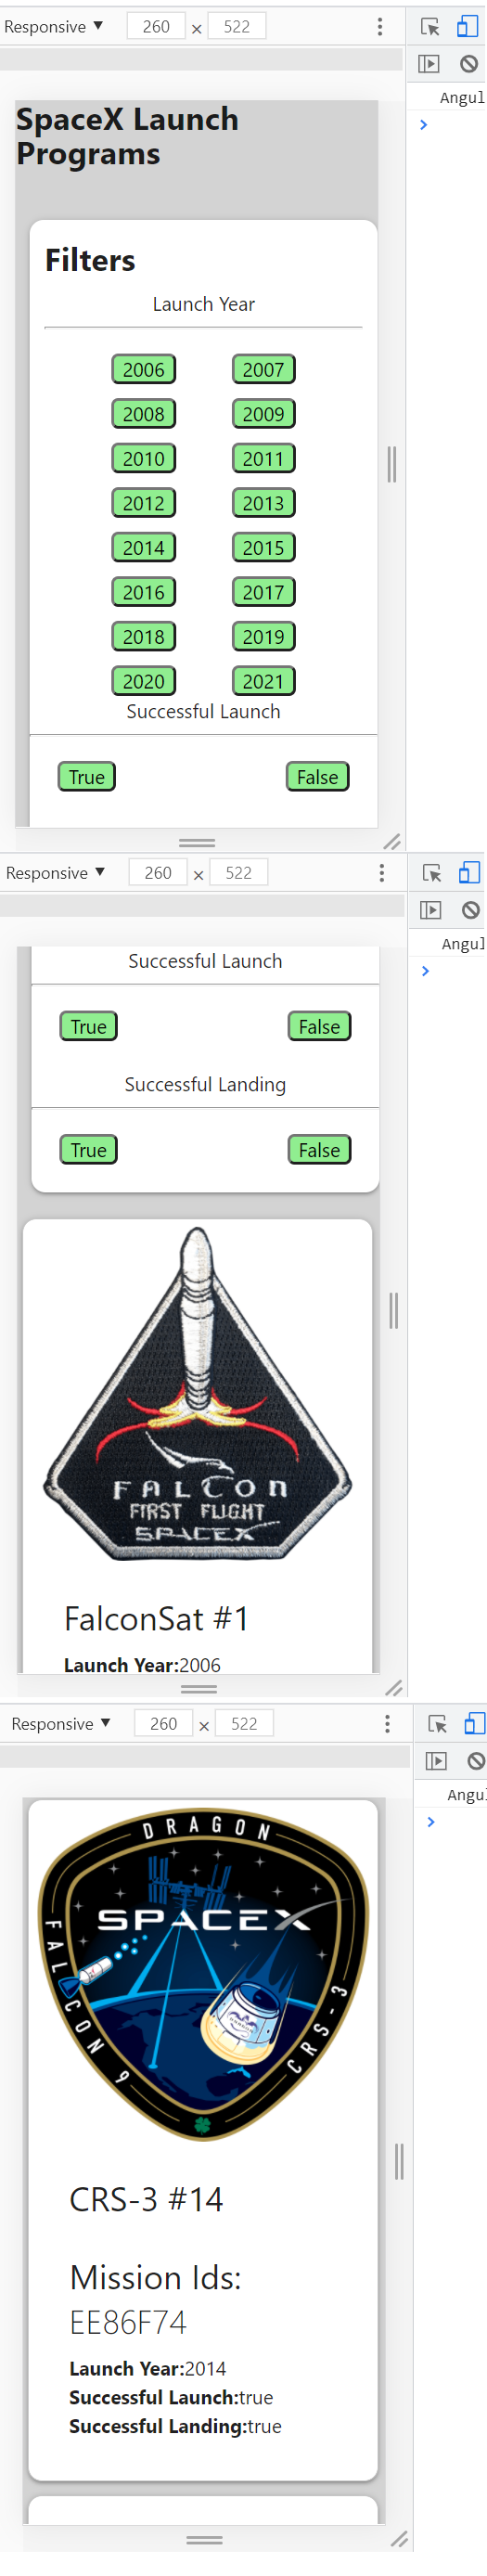 Responsive ▼ 260 × 522
Angul
SpaceX Launch
Programs
Filters
Launch Year
2006 2007
2008 2009
2010 2011
2012 2013
2014 2015
2016 2017
2018 2019
2020 2021
Successful Launch
True False
Responsive ▼ 260 × 522
Angul
Successful Launch
True False
Successful Landing
True False
FALCON
FIRST FLIGHT
SPACEX
FalconSat #1
Launch Year:2006
Responsive ▼ 260 × 522
Angul
DRAGON
SPACEX
FALCON 9
CRS-3
CRS-3 #14
Mission Ids:
EE86F74
Launch Year:2014
Successful Launch:true
Successful Landing:true